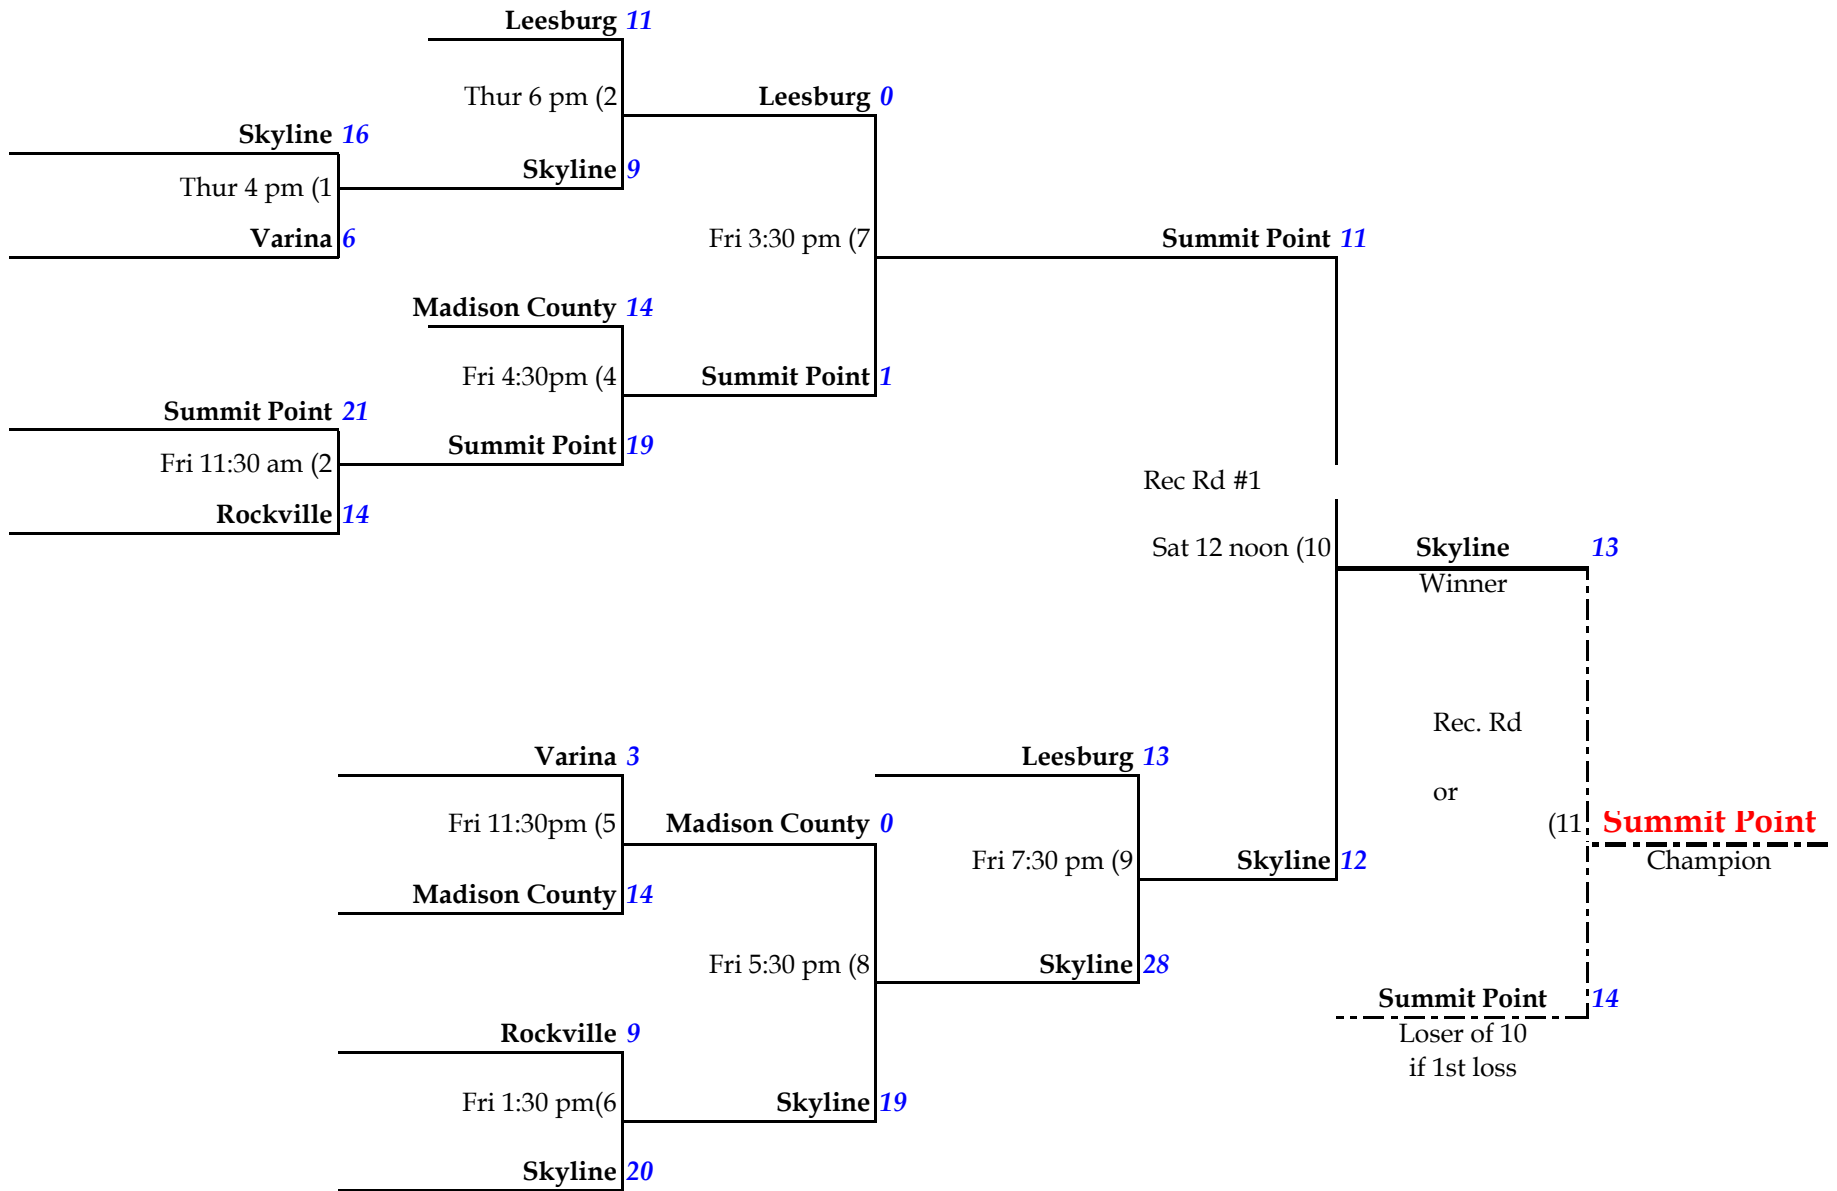 Leesburg 11
Thur 6 pm (2
Leesburg 0
Skyline 16
Skyline 9
Thur 4 pm (1
Varina 6
Fri 3:30 pm (7
Summit Point 11
Madison County 14
Fri 4:30pm (4
Summit Point 1
Summit Point 21
Summit Point 19
Fri 11:30 am (2
Rec Rd #1
Rockville 14
Sat 12 noon (10
Skyline 13
Winner
Rec. Rd
Varina 3
Leesburg 13
or
Fri 11:30pm (5
Madison County 0
(11
Summit Point
Fri 7:30 pm (9
Skyline 12
Champion
Madison County 14
Fri 5:30 pm (8
Skyline 28
Summit Point 14
Rockville 9
Loser of 10
if 1st loss
Fri 1:30 pm(6
Skyline 19
Skyline 20